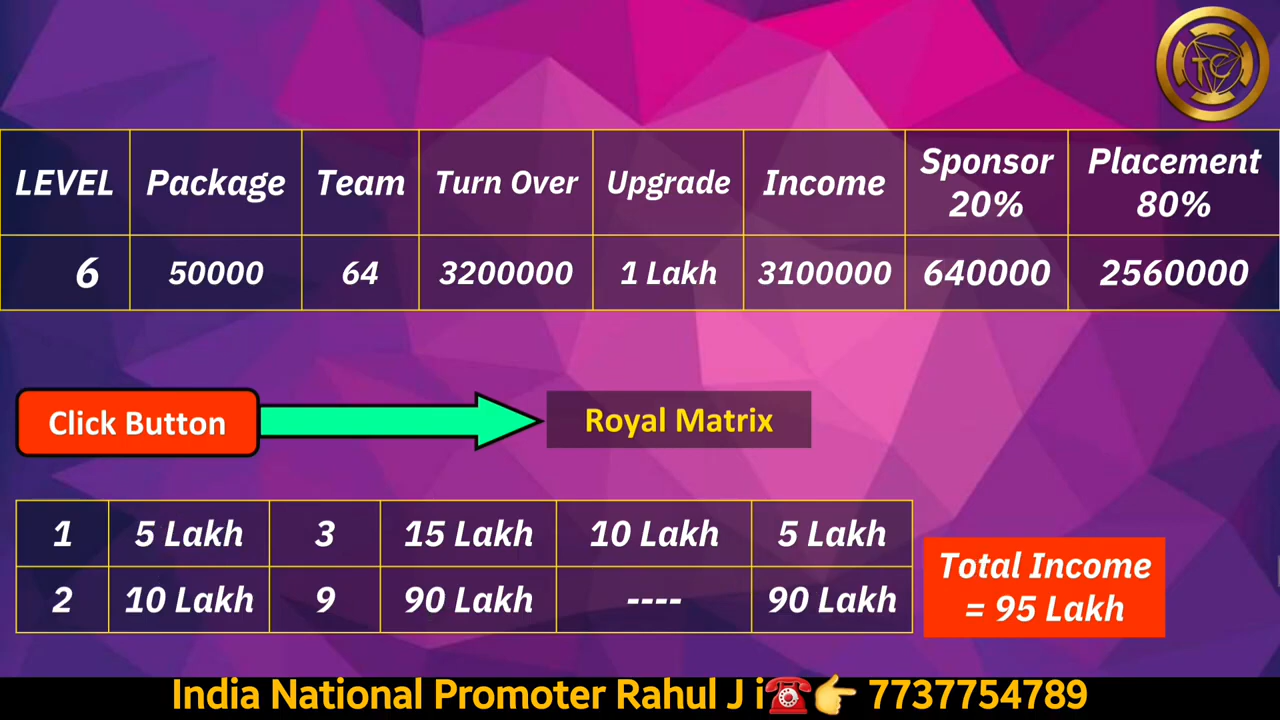 TC
LEVEL Package Team Turn Over Upgrade Income Sponsor 20% Placement 80%
6 50000 64 3200000 1 Lakh 3100000 640000 2560000
Click Button Royal Matrix
1 5 Lakh 3 15 Lakh 10 Lakh 5 Lakh
2 10 Lakh 9 90 Lakh ---- 90 Lakh
Total Income
= 95 Lakh
India National Promoter Rahul J i☎️👉 7737754789